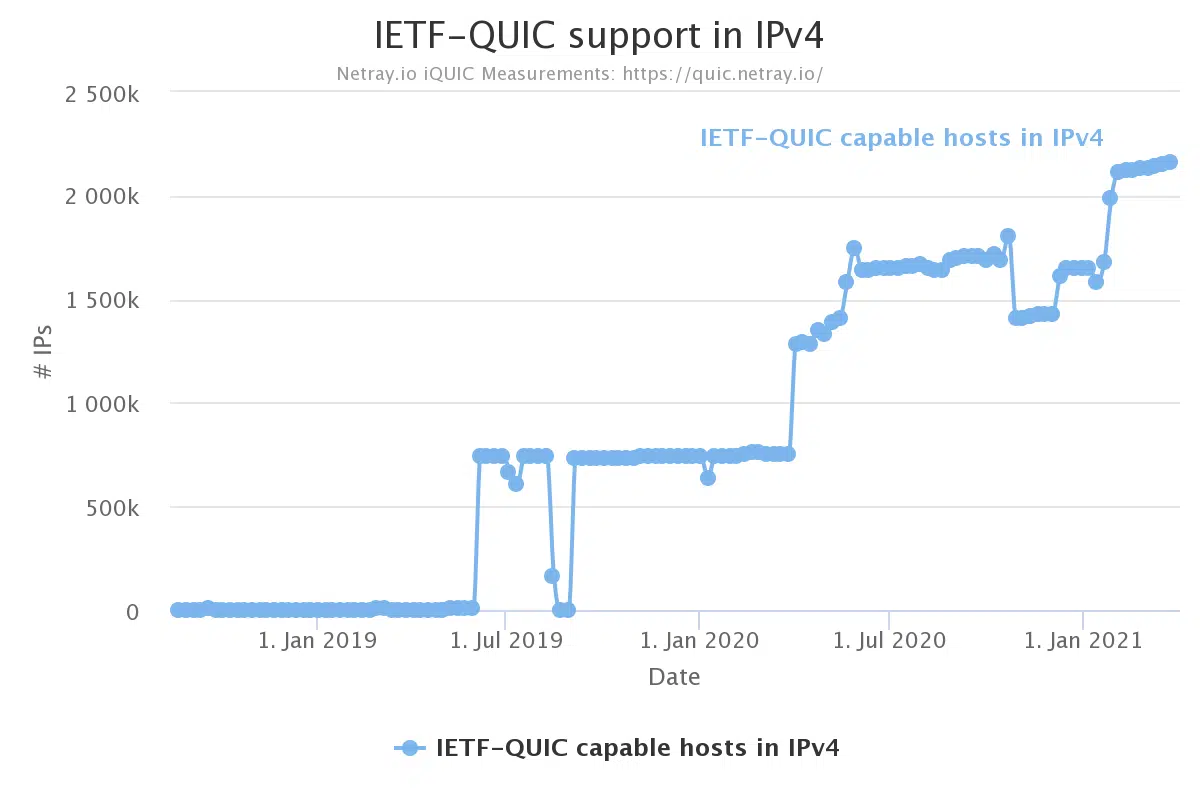 IETF-QUIC support in IPv4
Netray.io iQUIC Measurements: https://quic.netray.io/
2 500k
IETF-QUIC capable hosts in IPv4
2 000k
1 500k
# IPs
1 000k
500k
0
1. Jan 2019
1. Jul 2019
1. Jan 2020
1. Jul 2020
1. Jan 2021
Date
IETF-QUIC capable hosts in IPv4